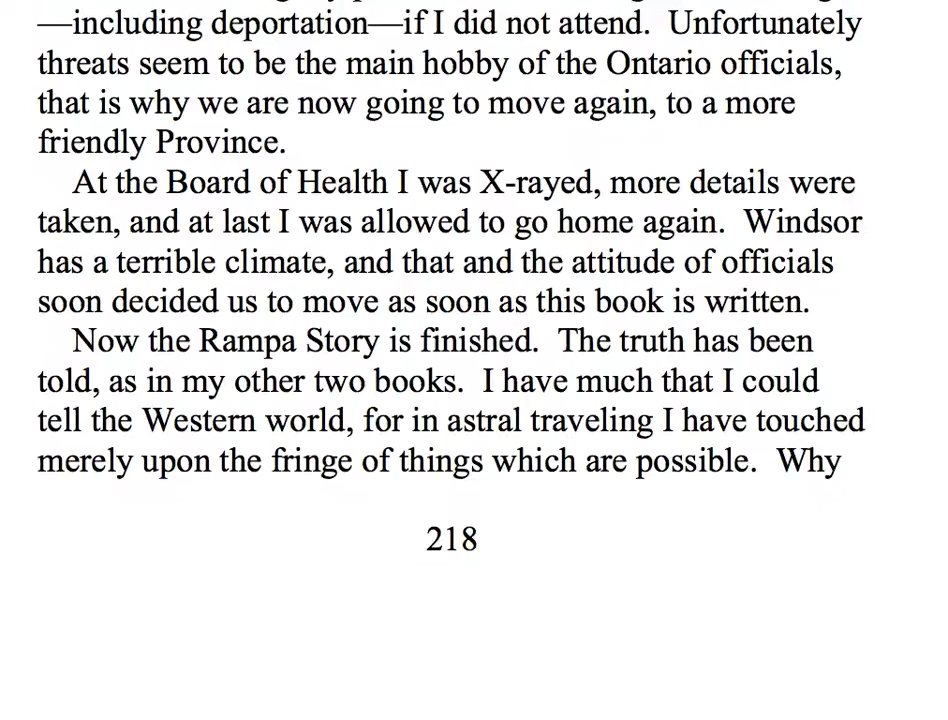 —including deportation—if I did not attend. Unfortunately
threats seem to be the main hobby of the Ontario officials,
that is why we are now going to move again, to a more
friendly Province.
At the Board of Health I was X-rayed, more details were
taken, and at last I was allowed to go home again. Windsor
has a terrible climate, and that and the attitude of officials
soon decided us to move as soon as this book is written.
Now the Rampa Story is finished. The truth has been
told, as in my other two books. I have much that I could
tell the Western world, for in astral traveling I have touched
merely upon the fringe of things which are possible. Why
218